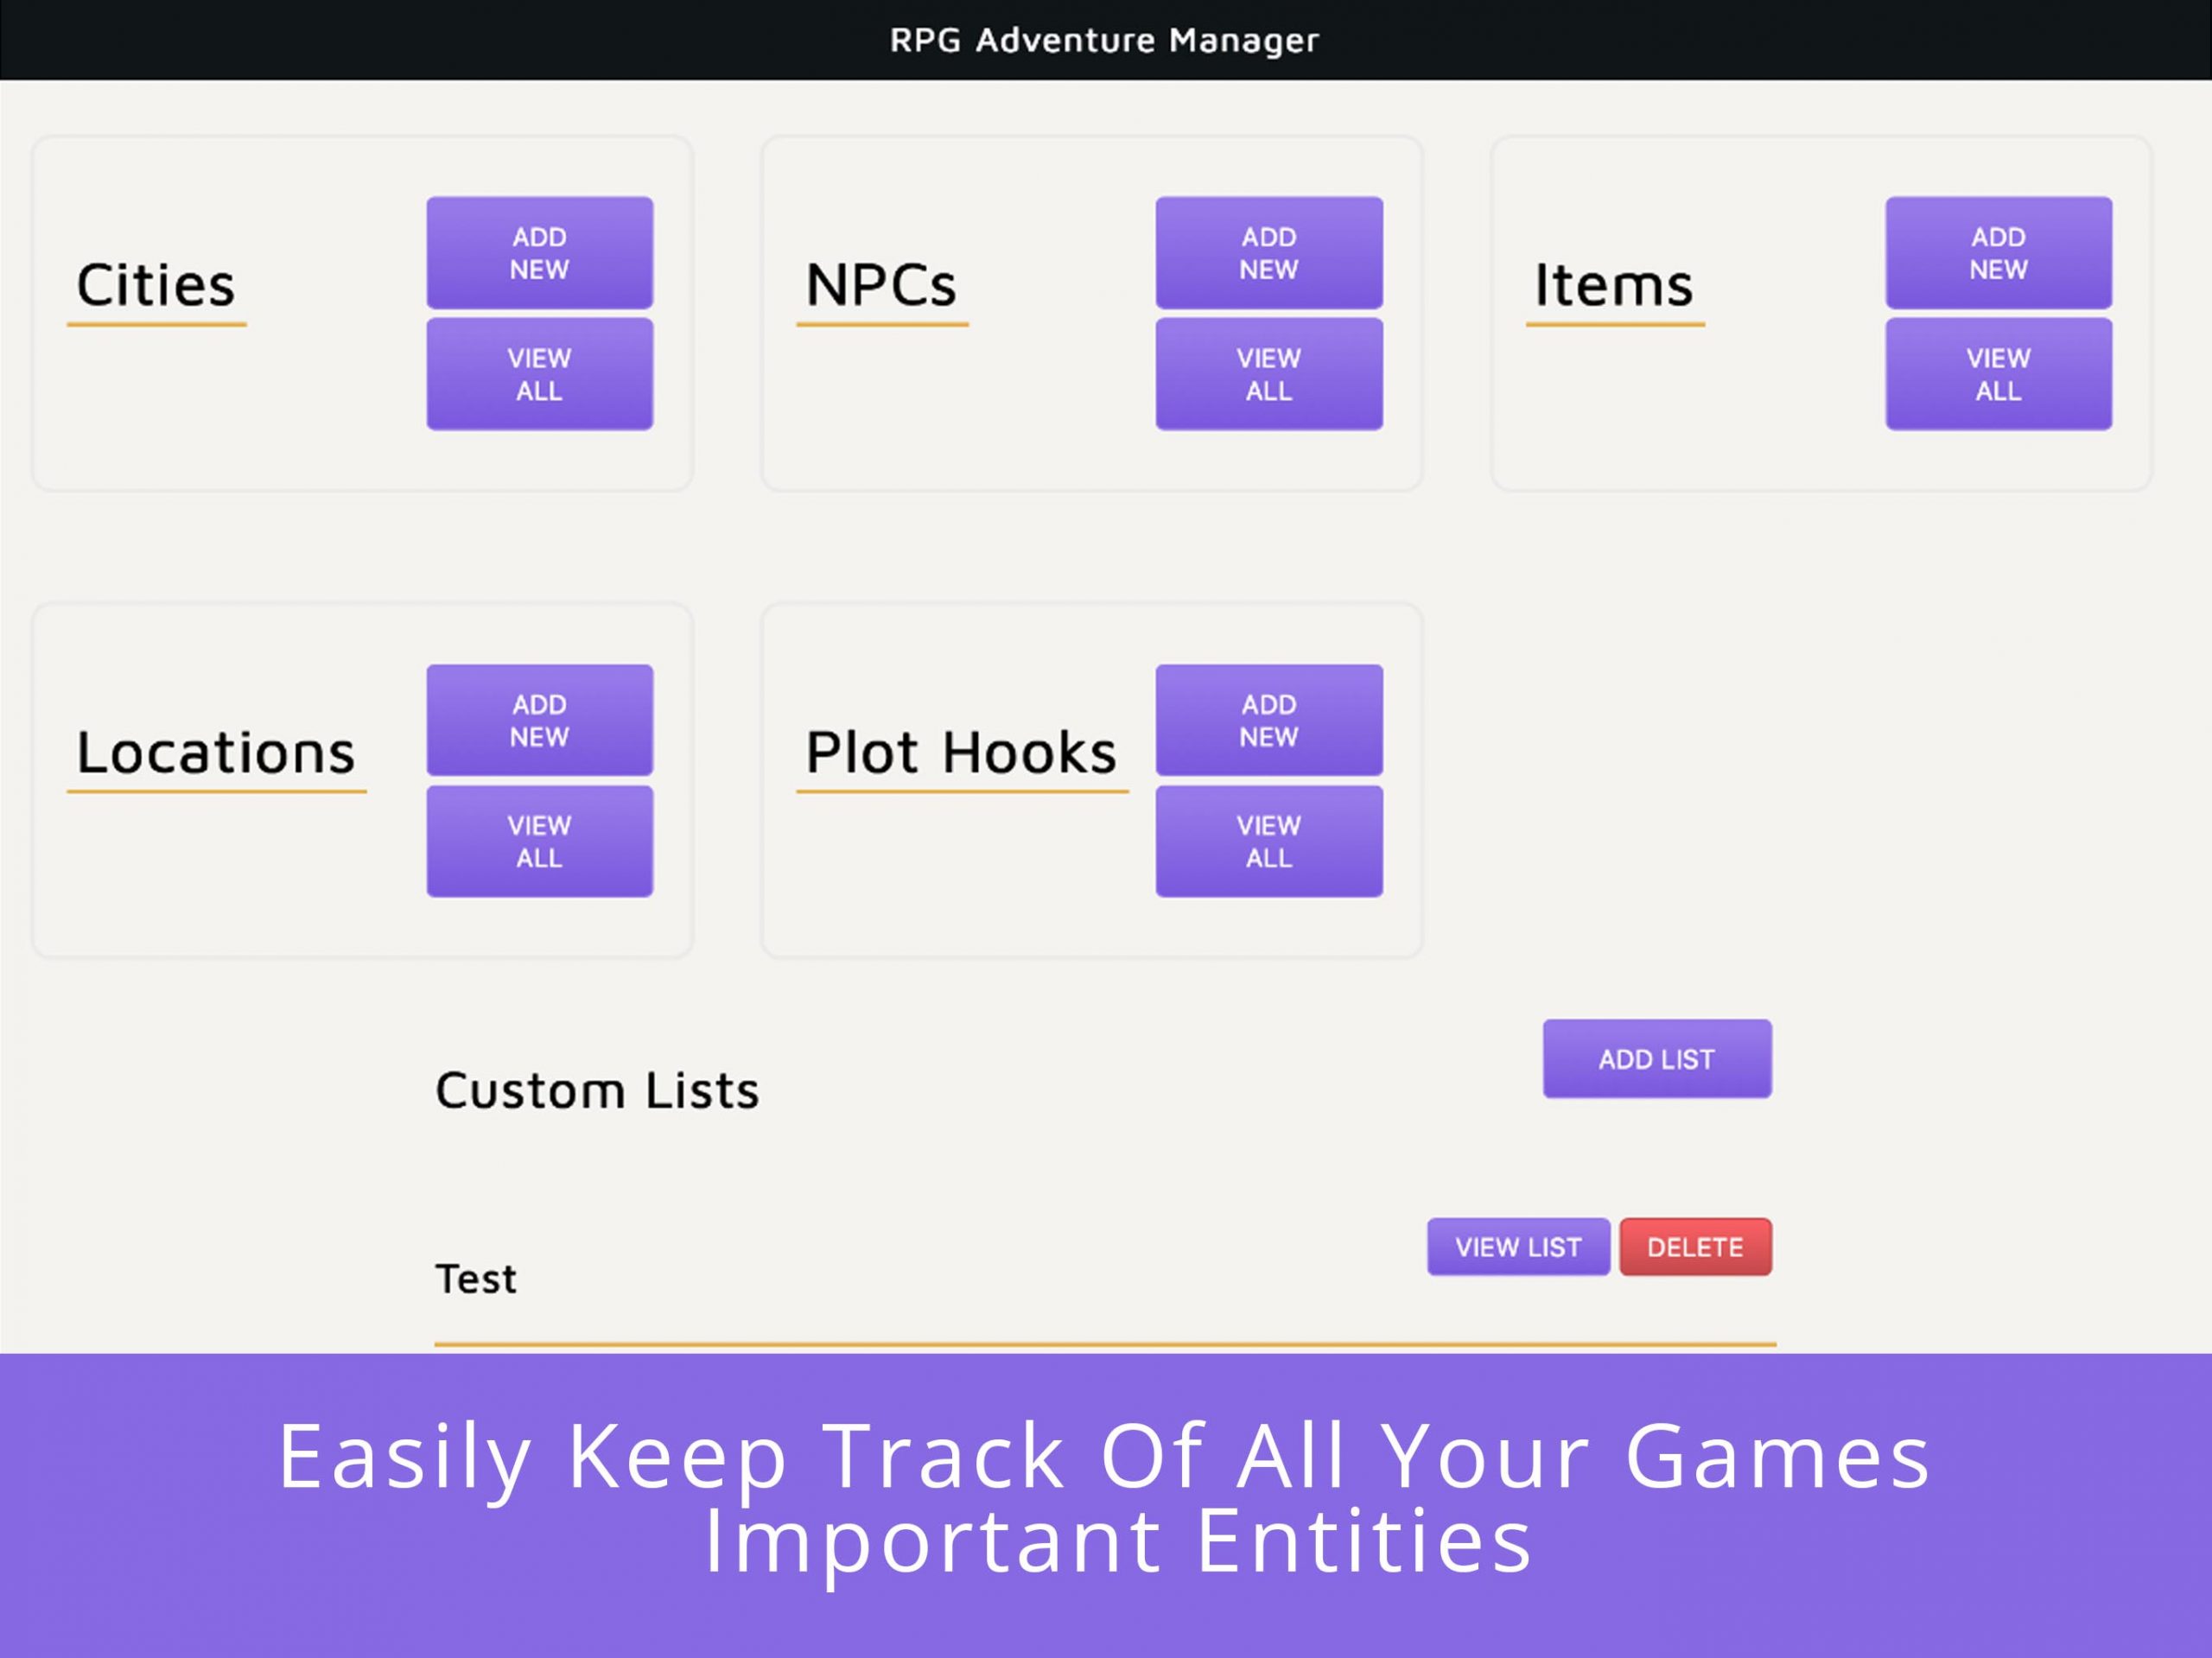 RPG Adventure Manager
Cities
ADD
NEW
VIEW
ALL
NPCs
ADD
NEW
VIEW
ALL
Items
ADD
NEW
VIEW
ALL
Locations
ADD
NEW
VIEW
ALL
Plot Hooks
ADD
NEW
VIEW
ALL
Custom Lists
ADD LIST
Test
VIEW LIST
DELETE
Easily Keep Track Of All Your Games
Important Entities